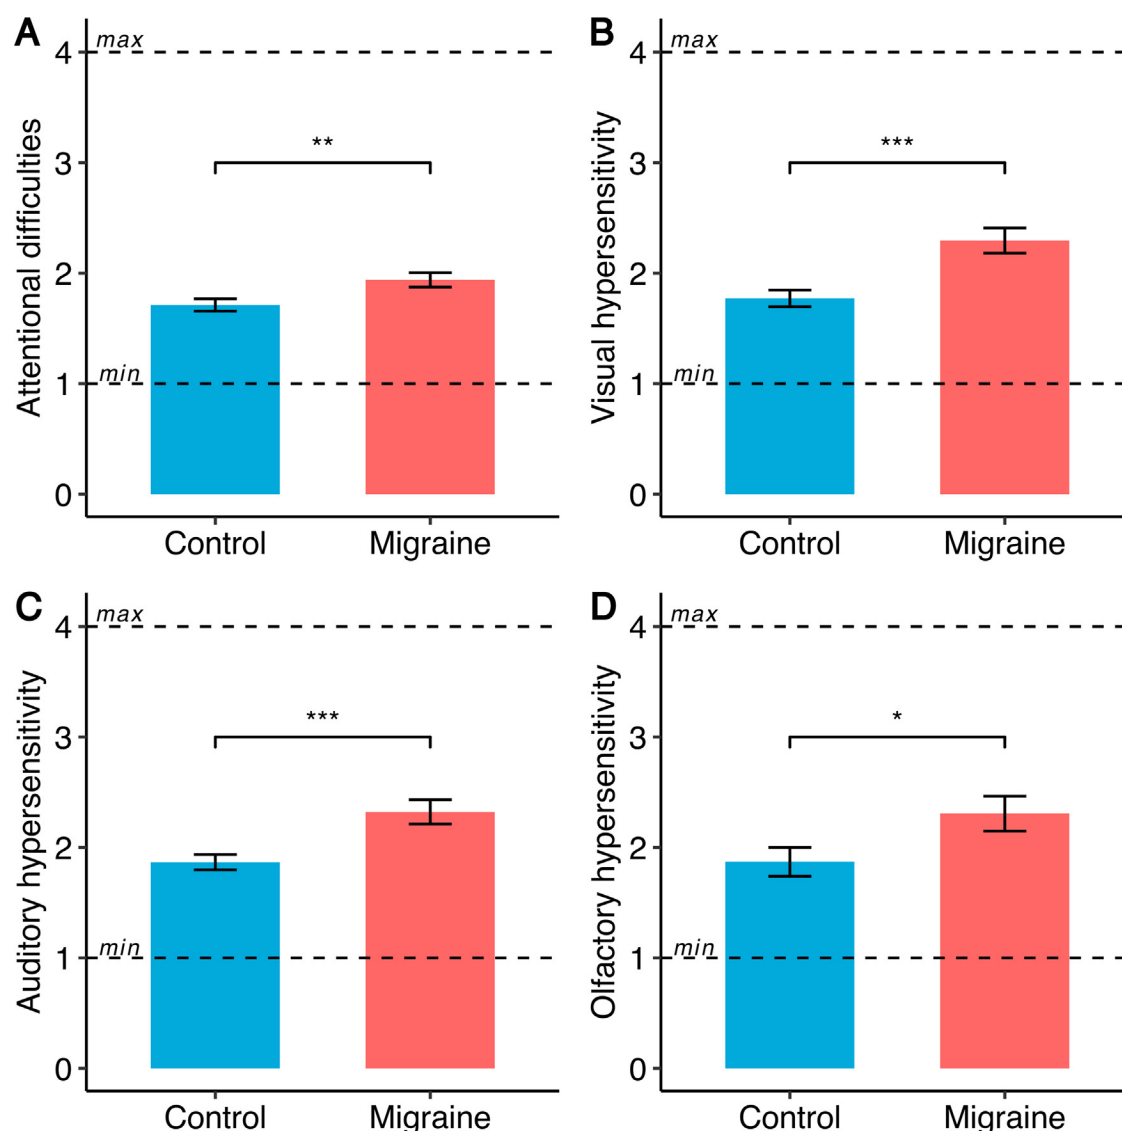 A
Attentional difficulties
4
max
3
**
2
1
min
0
Control Migraine
B
Visual hypersensitivity
4
max
3
***
2
1
min
0
Control Migraine
C
Auditory hypersensitivity
4
max
3
***
2
1
min
0
Control Migraine
D
Olfactory hypersensitivity
4
max
3
*
2
1
min
0
Control Migraine